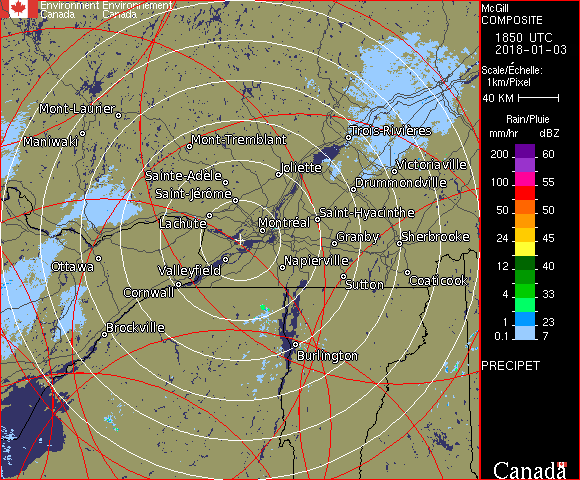 Environment Environnement
Canada Canada
McGill
COMPOSITE
1850 UTC
2018-01-03
Scale/Échelle:
1km/Pixel
40 KM
Rain/Pluie
mm/hr dBZ
200 60
100 55
50 50
24 45
12 40
4 33
1 23
0.1 7
PRECIPET
Canada
Mont-Laurier
Maniwaki
Mont-Tremblant
Trois-Rivières
Joliette
Victoriaville
Sainte-Adèle
Saint-Jérôme
Drummondville
Lachute
Montréal
Saint-Hyacinthe
Granby
Sherbrooke
Ottawa
Valleyfield
Napierville
Cornwall
Sutton
Coaticook
Brockville
Burlington